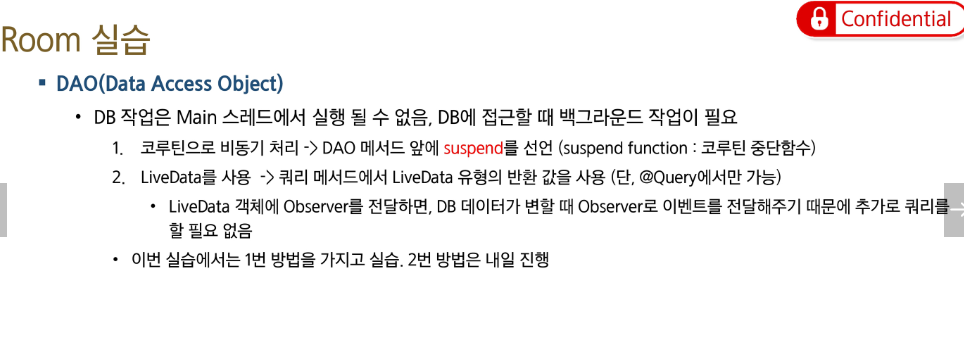 Confidential
Room 실습
▪ DAO(Data Access Object)
• DB 작업은 Main 스레드에서 실행 될 수 없음, DB에 접근할 때 백그라운드 작업이 필요
1. 코루틴으로 비동기 처리 -> DAO 메서드 앞에 suspend를 선언 (suspend function : 코루틴 중단함수)
2. LiveData를 사용 -> 쿼리 메서드에서 LiveData 유형의 반환 값을 사용 (단, @Query에서만 가능)
• LiveData 객체에 Observer를 전달하면, DB 데이터가 변할 때 Observer로 이벤트를 전달해주기 때문에 추가로 쿼리를
할 필요 없음
• 이번 실습에서는 1번 방법을 가지고 실습. 2번 방법은 내일 진행